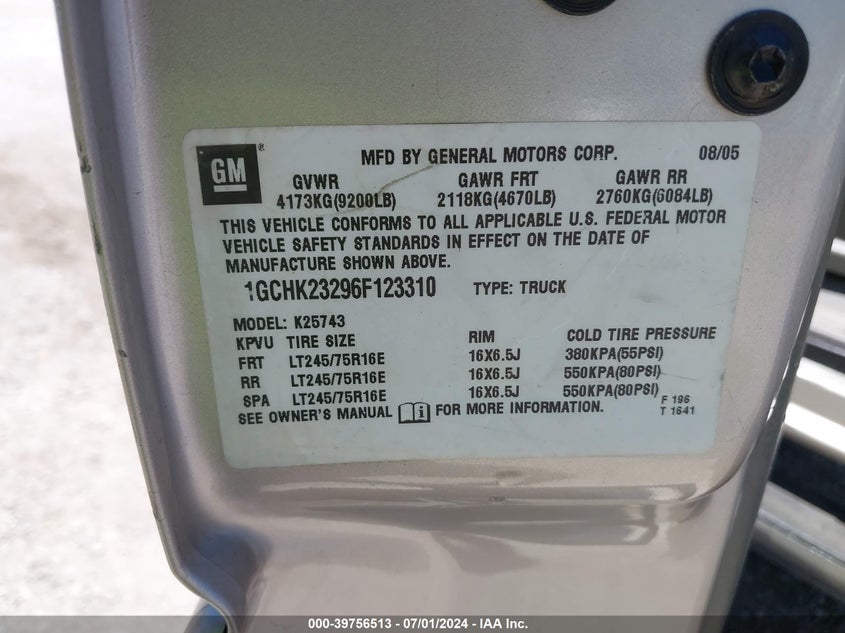 GM ® MFD BY GENERAL MOTORS CORP. 08/05
GVWR GAWR FRT GAWR RR
4173KG(9200LB) 2118KG(4670LB) 2760KG(6084LB)
THIS VEHICLE CONFORMS TO ALL APPLICABLE U.S. FEDERAL MOTOR
VEHICLE SAFETY STANDARDS IN EFFECT ON THE DATE OF
MANUFACTURE SHOWN ABOVE.
1GCHK23296F123310 TYPE: TRUCK
MODEL: K25743
KPVU TIRE SIZE RIM COLD TIRE PRESSURE
FRT LT245/75R16E 16X6.5J 380KPA(55PSI)
RR LT245/75R16E 16X6.5J 550KPA(80PSI)
SPA LT245/75R16E 16X6.5J 550KPA(80PSI)
SEE OWNER'S MANUAL i FOR MORE INFORMATION. F 196
T 1641
000-39756513 / 07/01/2024 - IAA Inc.